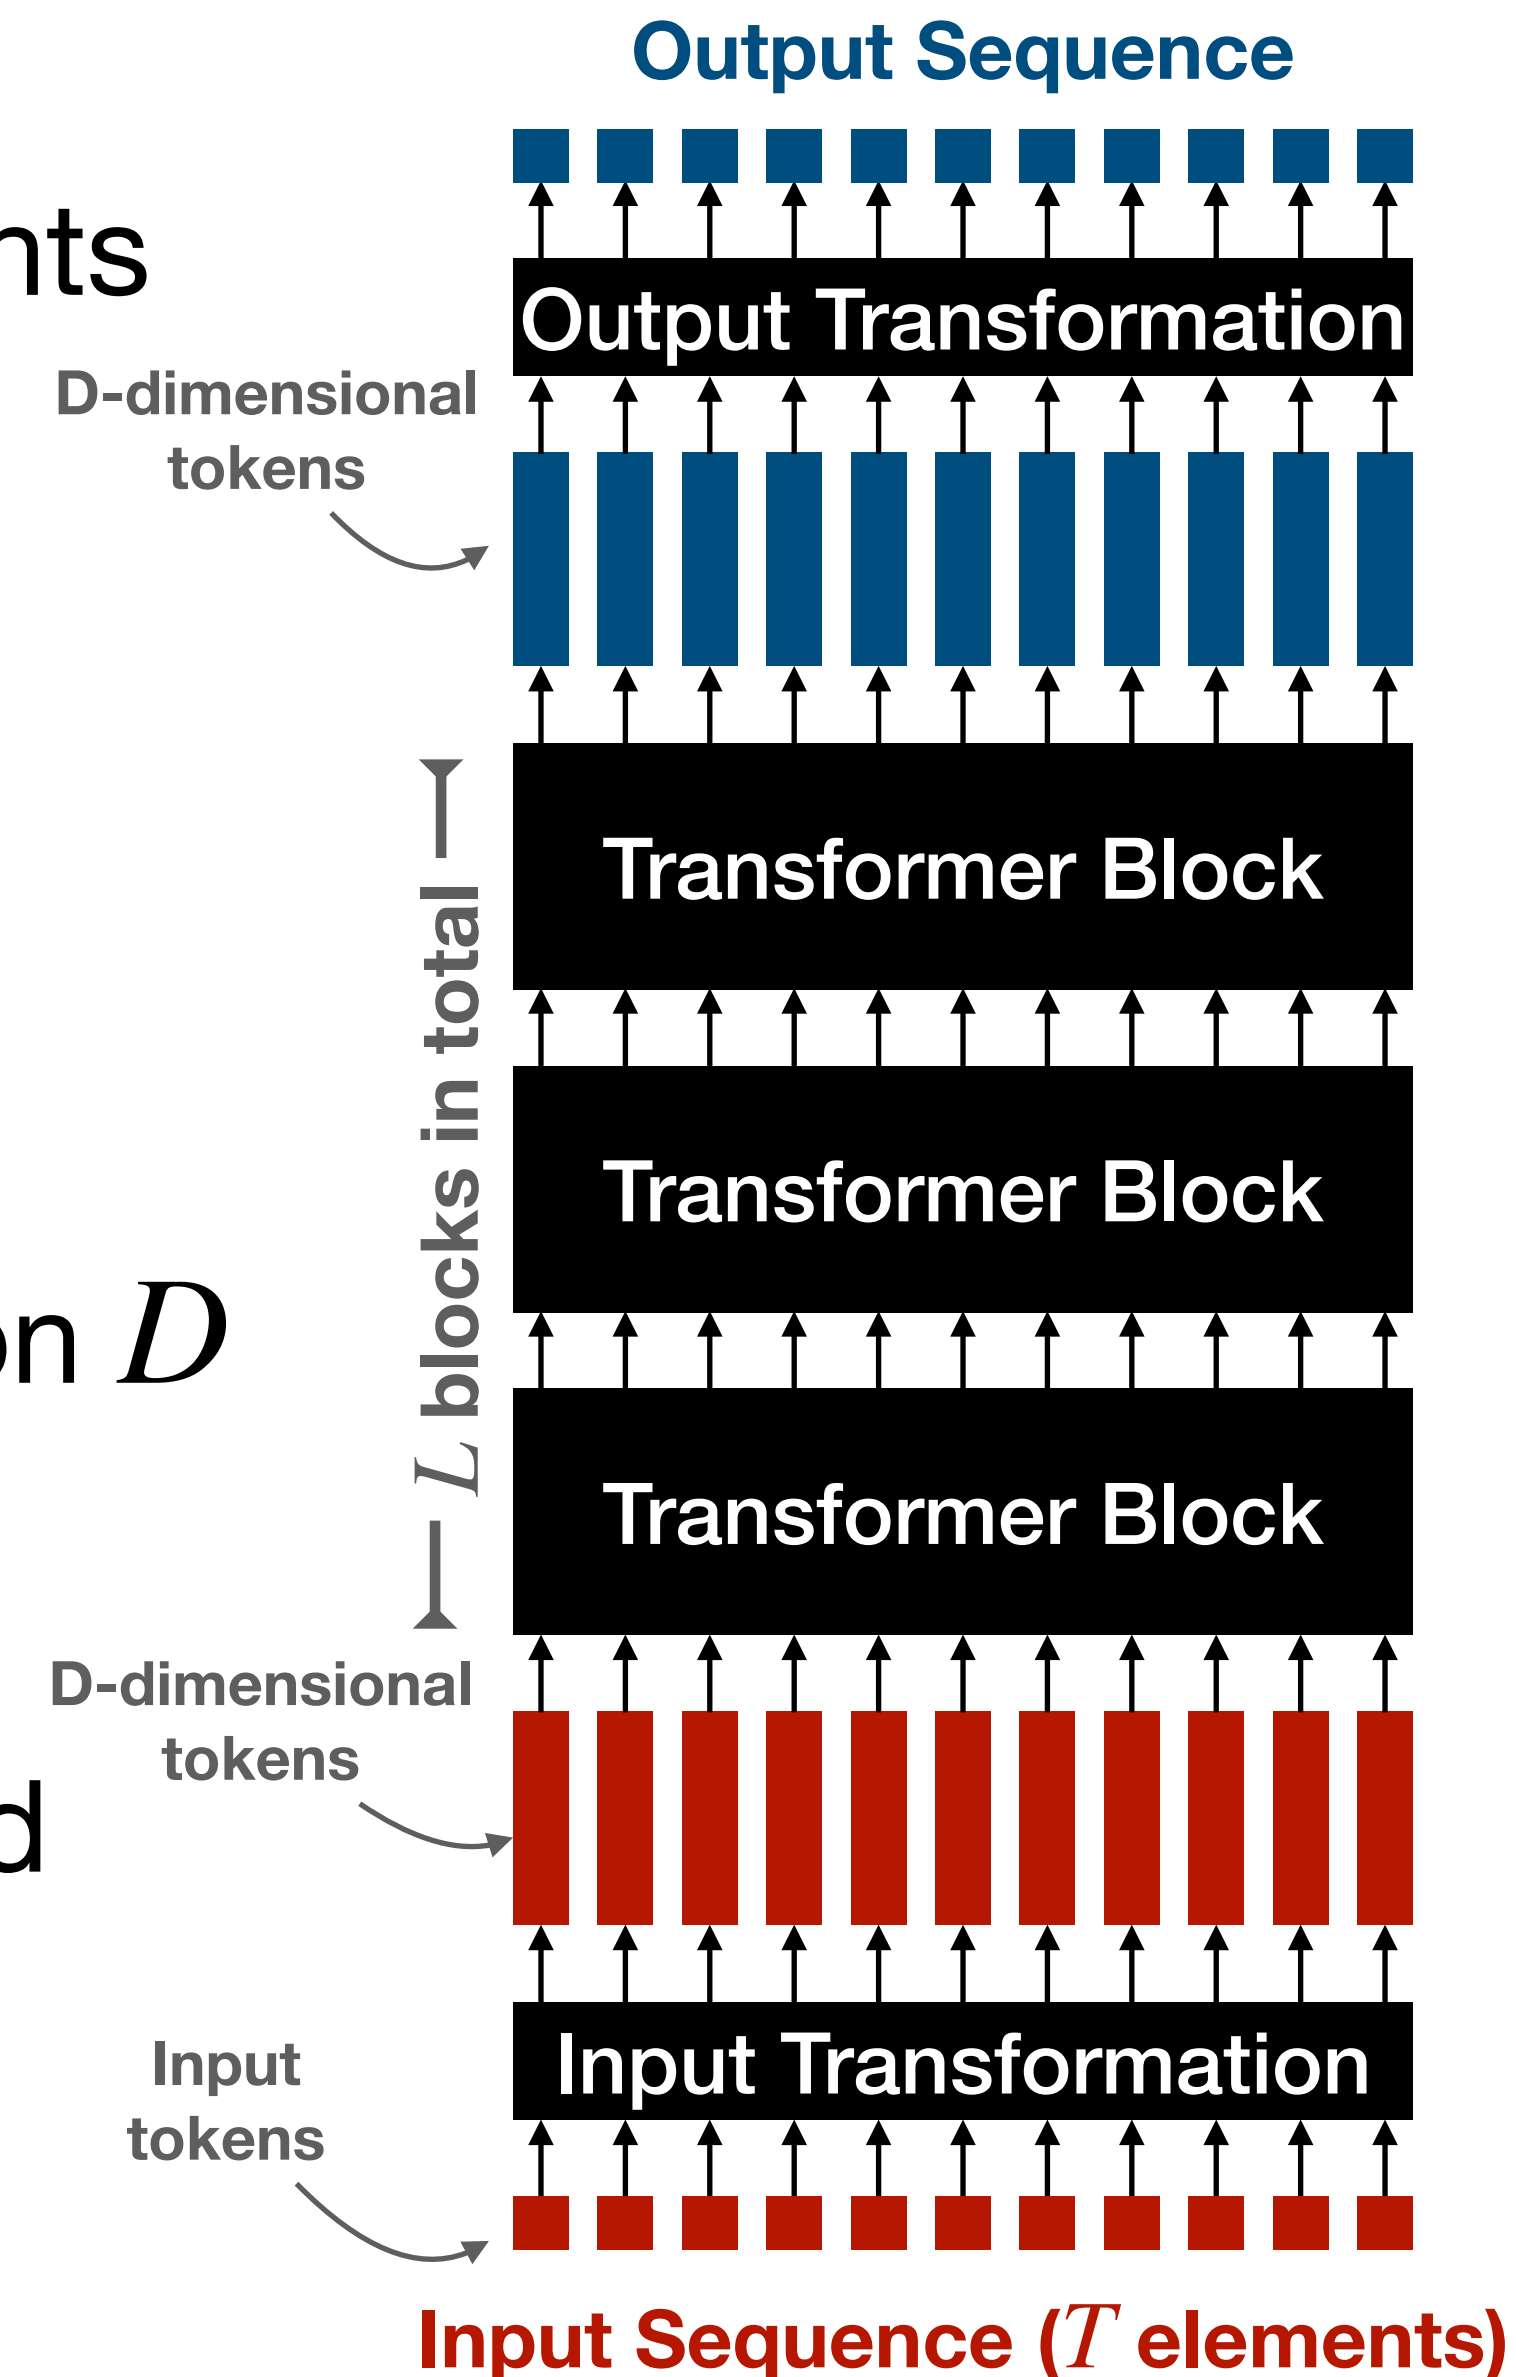 Output Sequence
nts
Output Transformation
D-dimensional
tokens
Transformer Block
L blocks in total
Transformer Block
on D
Transformer Block
D-dimensional
tokens
d
Input Transformation
Input
tokens
Input Sequence (T elements)